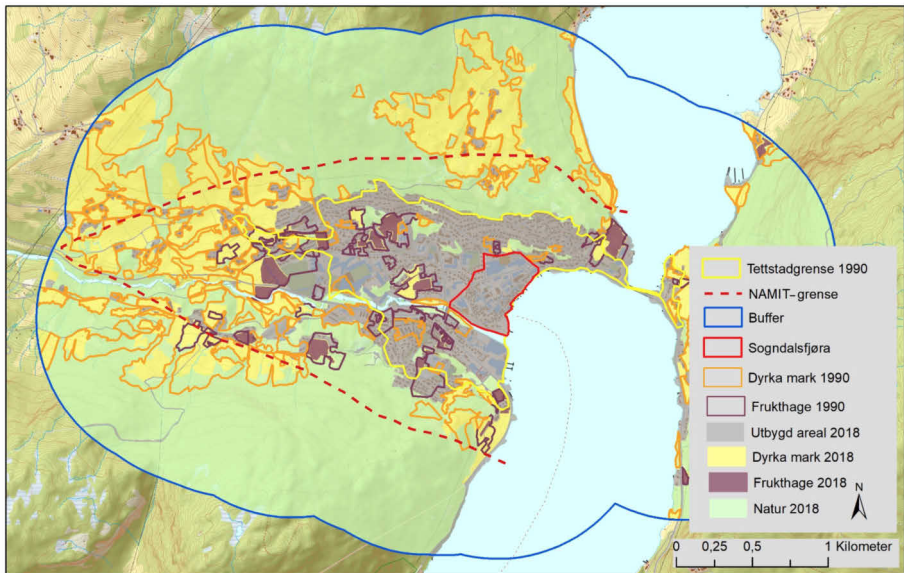 Tettstadgrense 1990
NAMIT-grense
Buffer
Sogndalsfjøra
Dyrka mark 1990
Frukthage 1990
Utbygd areal 2018
Dyrka mark 2018
Frukthage 2018
Natur 2018
N
0 0,25 0,5 1 Kilometer